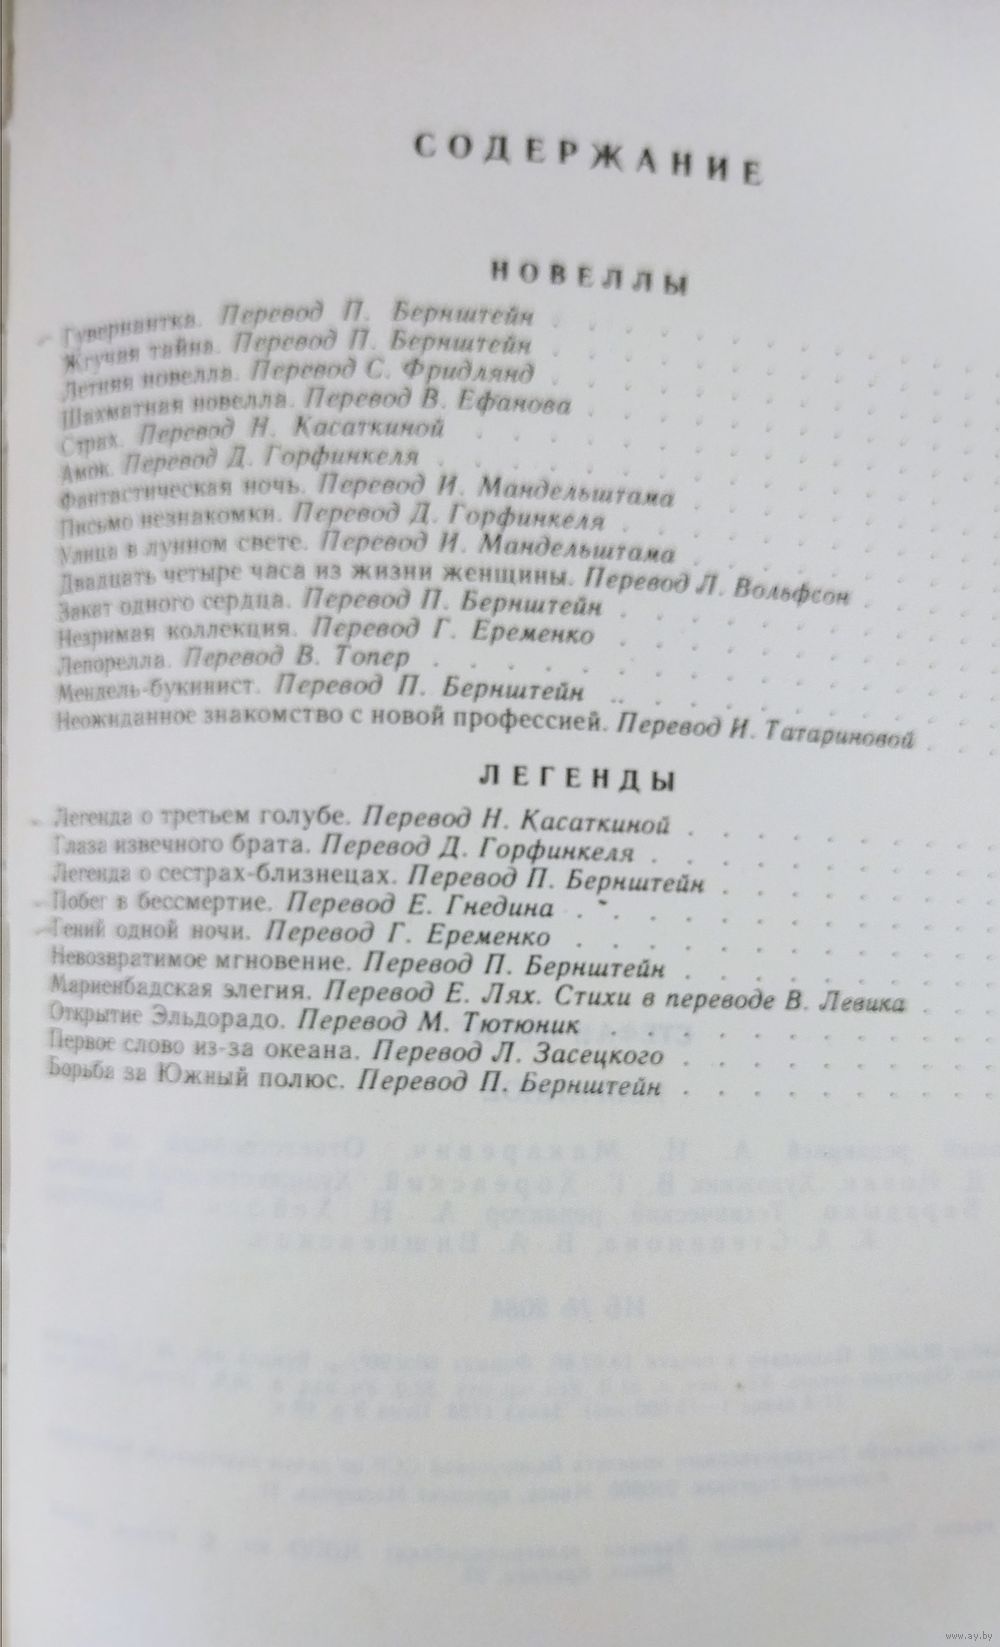 СОДЕРЖАНИЕ
НОВЕЛЛЫ
Гувернантка. Перевод П. Бернштейн
Жгучая тайна. Перевод П. Бернштейн
Летняя новелла. Перевод С. Фридлянд
Шахматная новелла. Перевод В. Ефанова
Страх. Перевод Н. Касаткиной
Амок. Перевод Д. Горфинкеля
Фантастическая ночь. Перевод И. Мандельштама
Письмо незнакомки. Перевод Д. Горфинкеля
Улица в лунном свете. Перевод И. Мандельштама
Двадцать четыре часа из жизни женщины. Перевод Л. Вольфсон
Закат одного сердца. Перевод П. Бернштейн
Незримая коллекция. Перевод Г. Еременко
Лепорелла. Перевод В. Топер
Мендель-букинист. Перевод П. Бернштейн
Неожиданное знакомство с новой профессией. Перевод И. Татариновой
ЛЕГЕНДЫ
Легенда о третьем голубе. Перевод Н. Касаткиной
Глаза извечного брата. Перевод Д. Горфинкеля
Легенда о сестрах-близнецах. Перевод П. Бернштейн
Побег в бессмертие. Перевод Е. Гнедина
Гений одной ночи. Перевод Г. Еременко
Невозвратимое мгновение. Перевод П. Бернштейн
Мариенбадская элегия. Перевод Е. Лях. Стихи в переводе В. Левика
Открытие Эльдорадо. Перевод М. Тютюник
Первое слово из-за океана. Перевод Л. Засецкого
Борьба за Южный полюс. Перевод П. Бернштейн
www.ay.by